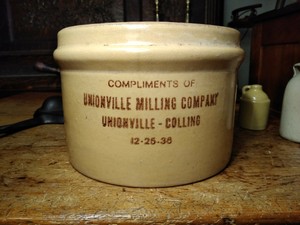 COMPLIMENTS OF
UNIONVILLE MILLING COMPANY
UNIONVILLE - COLLING
12-25-36